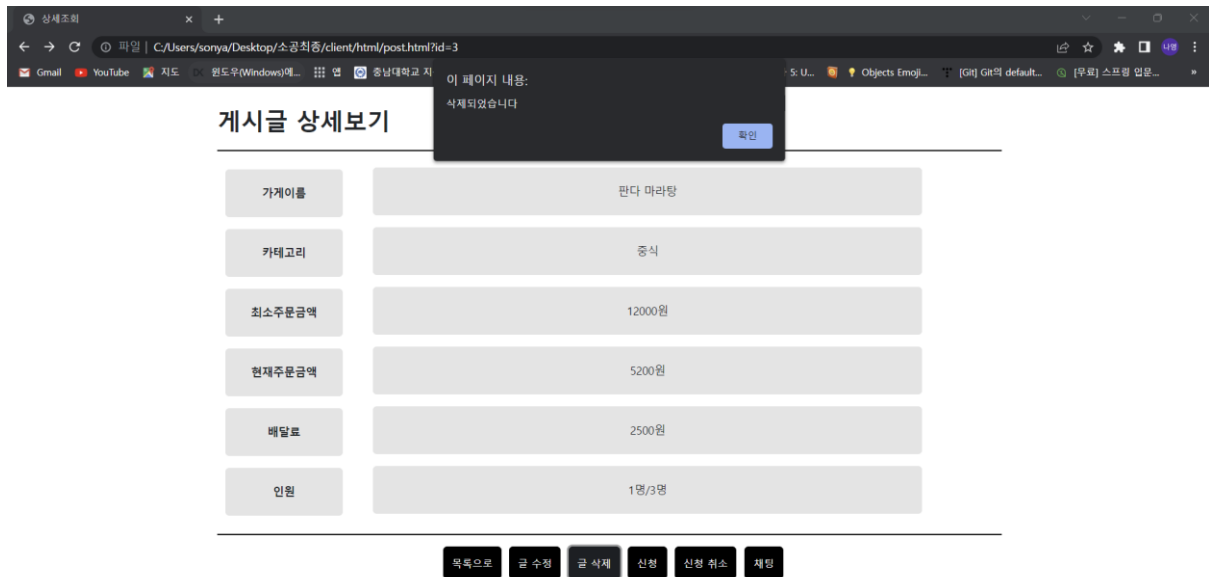 상세조회
파일 | C:/Users/sonya/Desktop/소공최종/client/html/post.html?id=3
나영
Gmail YouTube 지도 윈도우(Windows)에... 앱 충남대학교 지 5: U... Objects Emoji... [Git] Git의 default... [무료] 스프링 입문... »
이 페이지 내용:
삭제되었습니다
확인
게시글 상세보기
가게이름 판다 마라탕
카테고리 중식
최소주문금액 12000원
현재주문금액 5200원
배달료 2500원
인원 1명/3명
목록으로 글 수정 글 삭제 신청 신청 취소 채팅